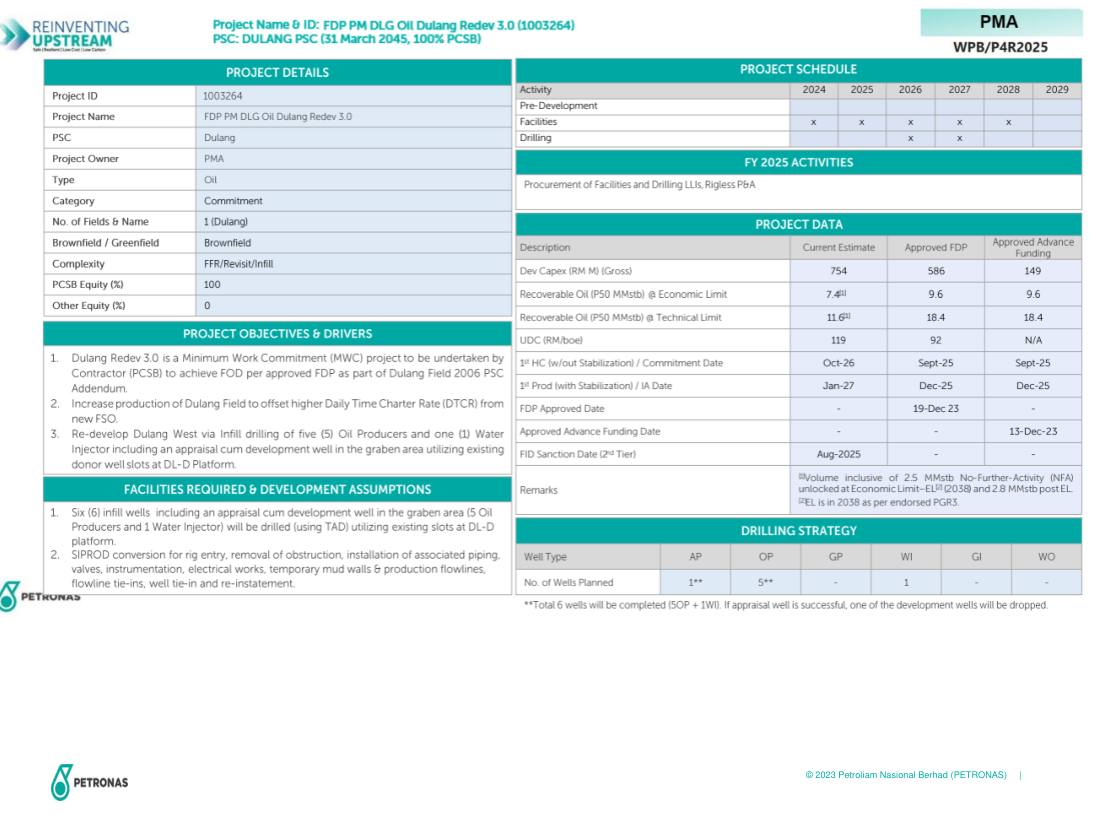 REINVENTING
UPSTREAM
Safe | Resilient | Low Cost | Low Carbon
Project Name & ID: FDP PM DLG Oil Dulang Redev 3.0 (1003264)
PSC: DULANG PSC (31 March 2045, 100% PCSB)
PMA
WPB/P4R2025
PROJECT DETAILS
Project ID 1003264
Project Name FDP PM DLG Oil Dulang Redev 3.0
PSC Dulang
Project Owner PMA
Type Oil
Category Commitment
No. of Fields & Name 1 (Dulang)
Brownfield / Greenfield Brownfield
Complexity FFR/Revisit/Infill
PCSB Equity (%) 100
Other Equity (%) 0
PROJECT OBJECTIVES & DRIVERS
1. Dulang Redev 3.0 is a Minimum Work Commitment (MWC) project to be undertaken by
Contractor (PCSB) to achieve FOD per approved FDP as part of Dulang Field 2006 PSC
Addendum.
2. Increase production of Dulang Field to offset higher Daily Time Charter Rate (DTCR) from
new FSO.
3. Re-develop Dulang West via Infill drilling of five (5) Oil Producers and one (1) Water
Injector including an appraisal cum development well in the graben area utilizing existing
donor well slots at DL-D Platform.
FACILITIES REQUIRED & DEVELOPMENT ASSUMPTIONS
1. Six (6) infill wells including an appraisal cum development well in the graben area (5 Oil
Producers and 1 Water Injector) will be drilled (using TAD) utilizing existing slots at DL-D
platform.
2. SIPROD conversion for rig entry, removal of obstruction, installation of associated piping,
valves, instrumentation, electrical works, temporary mud walls & production flowlines,
flowline tie-ins, well tie-in and re-instatement.
PETRONAS
PROJECT SCHEDULE
Activity 2024 2025 2026 2027 2028 2029
Pre-Development
Facilities x x x x x
Drilling x x
FY 2025 ACTIVITIES
Procurement of Facilities and Drilling LLIs, Rigless P&A
PROJECT DATA
Description Current Estimate Approved FDP Approved Advance
Funding
Dev Capex (RM M) (Gross) 754 586 149
Recoverable Oil (P50 MMstb) @ Economic Limit 7.4[1] 9.6 9.6
Recoverable Oil (P50 MMstb) @ Technical Limit 11.6[1] 18.4 18.4
UDC (RM/boe) 119 92 N/A
1st HC (w/out Stabilization) / Commitment Date Oct-26 Sept-25 Sept-25
1st Prod (with Stabilization) / IA Date Jan-27 Dec-25 Dec-25
FDP Approved Date - 19-Dec 23 -
Approved Advance Funding Date - - 13-Dec-23
FID Sanction Date (2nd Tier) Aug-2025 - -
Remarks
[1]Volume inclusive of 2.5 MMstb No-Further-Activity (NFA)
unlocked at Economic Limit–EL[2] (2038) and 2.8 MMstb post EL.
[2]EL is in 2038 as per endorsed PGR3.
DRILLING STRATEGY
Well Type AP OP GP WI GI WO
No. of Wells Planned 1** 5** - 1 - -
**Total 6 wells will be completed (5OP + 1WI). If appraisal well is successful, one of the development wells will be dropped.
PETRONAS
© 2023 Petroliam Nasional Berhad (PETRONAS) |